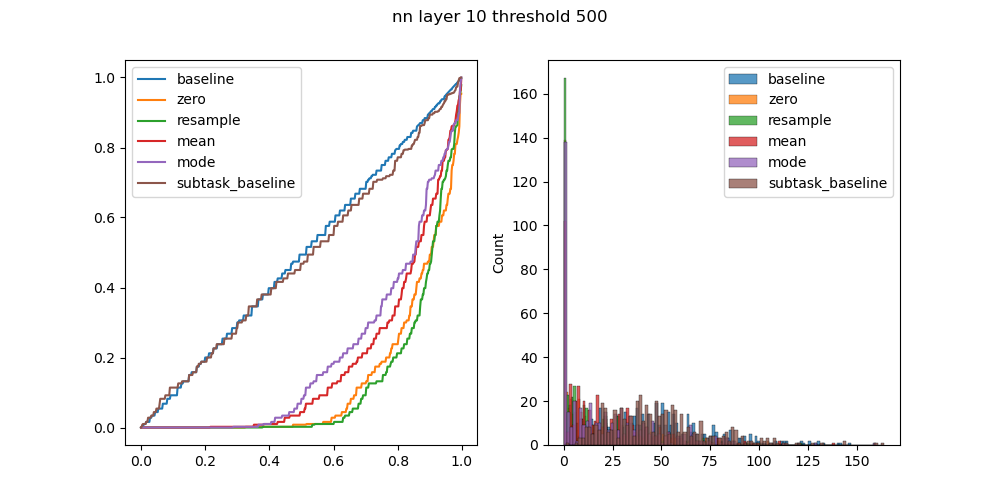 nn layer 10 threshold 500
baseline
zero
resample
mean
mode
subtask_baseline
1.0
0.8
0.6
0.4
0.2
0.0
0.0 0.2 0.4 0.6 0.8 1.0
baseline
zero
resample
mean
mode
subtask_baseline
Count
160
140
120
100
80
60
40
20
0
0 25 50 75 100 125 150